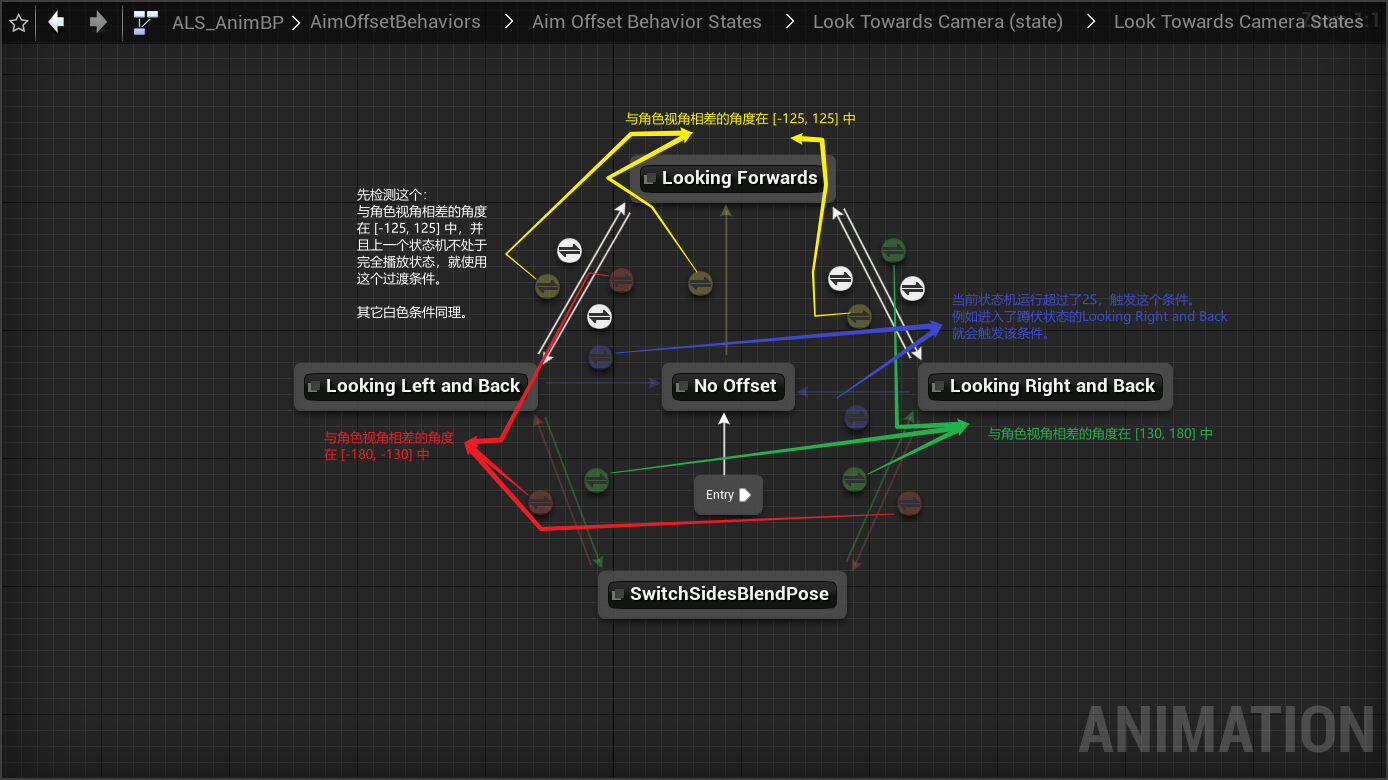 ALS_AnimBP > AimOffsetBehaviors > Aim Offset Behavior States > Look Towards Camera (state) > Look Towards Camera States
与角色视角相差的角度在 [-125, 125] 中
Looking Forwards
先检测这个：
与角色视角相差的角度
在 [-125, 125] 中，并
且上一个状态机不处于
完全播放状态，就使用
这个过渡条件。
其它白色条件同理。
当前状态机运行超过了2S，触发这个条件。
例如进入了蹲伏状态的Looking Right and Back
就会触发该条件。
Looking Left and Back
No Offset
Looking Right and Back
与角色视角相差的角度
在 [-180, -130] 中
与角色视角相差的角度在 [130, 180] 中
Entry
SwitchSidesBlendPose
ANIMATION